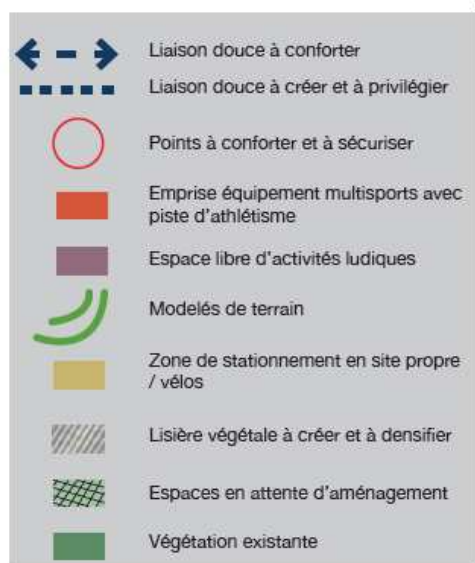 Liaison douce à conforter
Liaison douce à créer et à privilégier
Points à conforter et à sécuriser
Emprise équipement multisports avec
piste d'athlétisme
Espace libre d'activités ludiques
Modelés de terrain
Zone de stationnement en site propre
/ vélos
Lisière végétale à créer et à densifier
Espaces en attente d'aménagement
Végétation existante